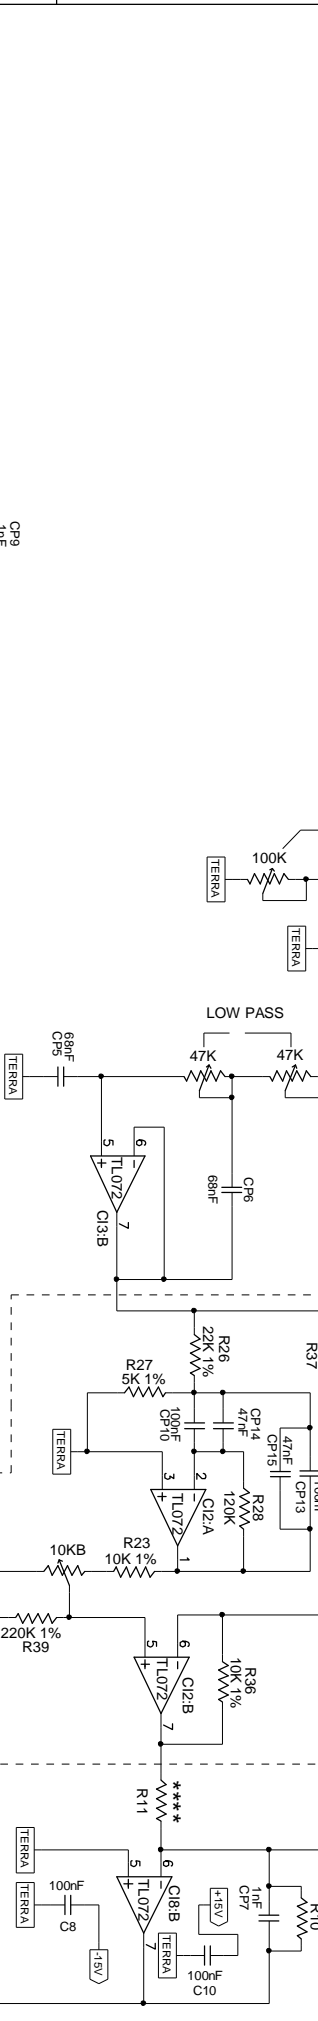 CP9
1nF
100K
TERRA
TERRA
LOW PASS
47K
47K
68nF
CP5
TERRA
CP6
68nF
6
5
TL072
7
CI3:B
R37
R26
22K 1%
R27
5K 1%
CP14
47nF
100nF
CP10
47nF
CP15
CP13
TERRA
2
3
TL072
CI2:A
1
R28
120K
10KB
R23
10K 1%
220K 1%
R39
6
5
TL072
CI2:B
7
R36
10K 1%
****
R11
TERRA
TERRA
6
5
TL072
CI8:B
7
100nF
C8
-15V
+15V
TERRA
100nF
C10
1nF
CP7
R10